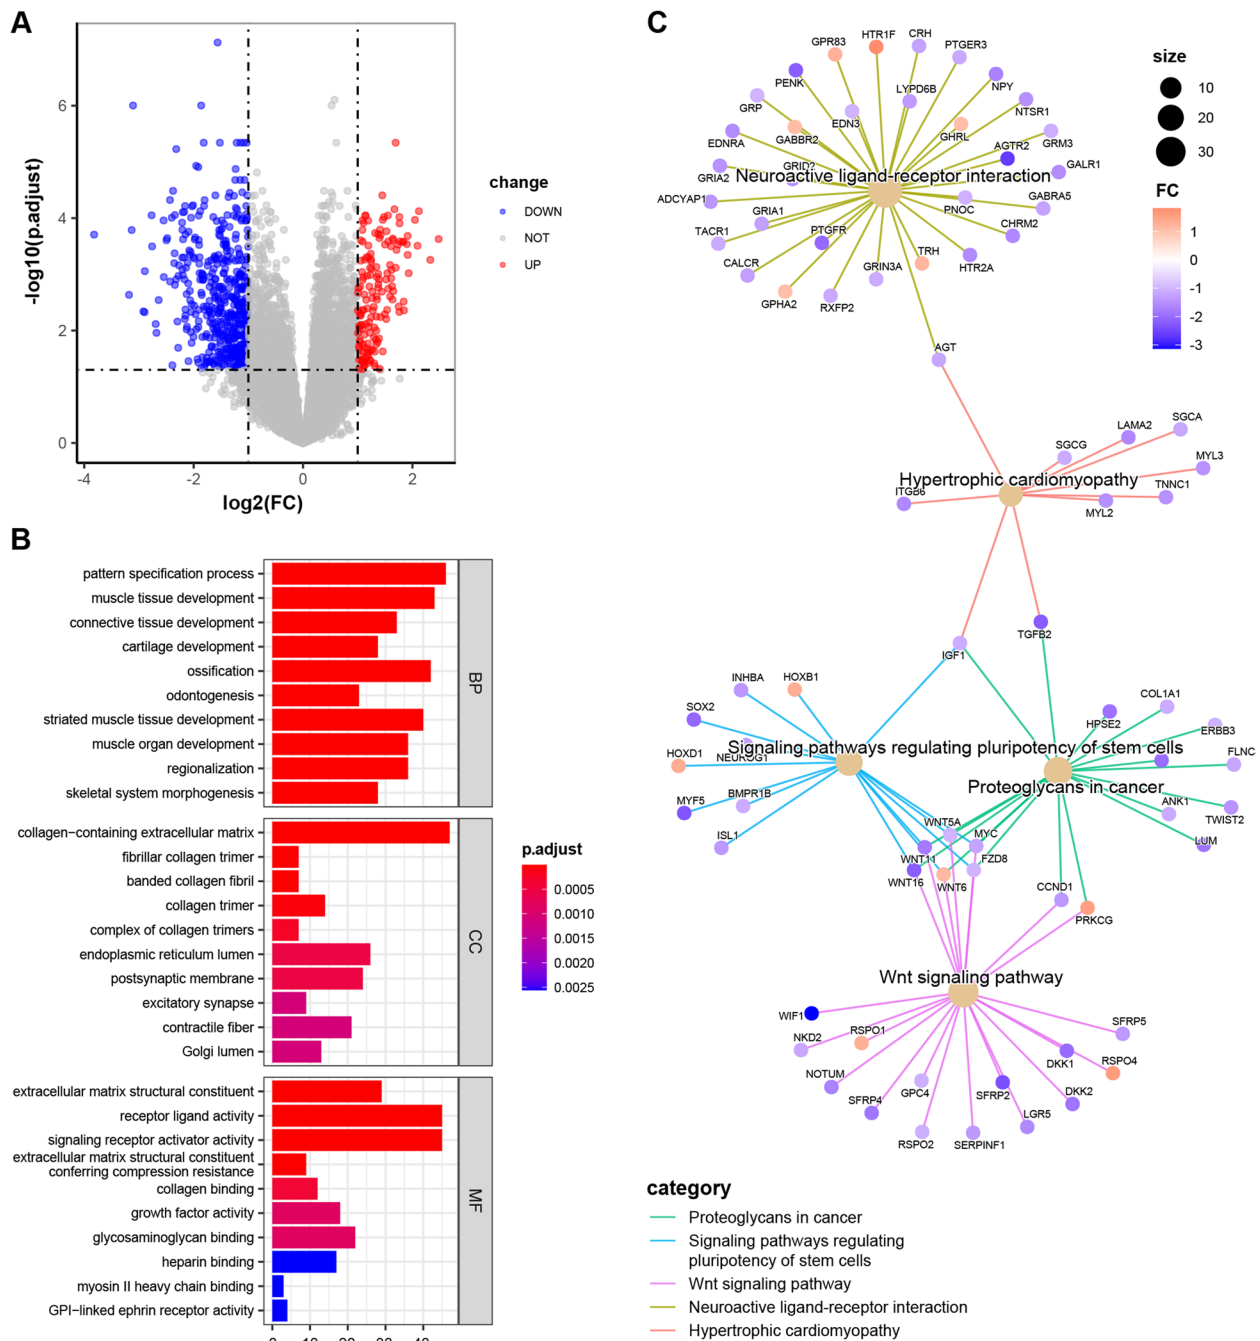 A
-log10(p.adjust)
6
4
2
0
-4
-2
0
2
log2(FC)
change
DOWN
NOT
UP
B
pattern specification process
muscle tissue development
connective tissue development
cartilage development
ossification
odontogenesis
striated muscle tissue development
muscle organ development
regionalization
skeletal system morphogenesis
BP
collagen−containing extracellular matrix
fibrillar collagen trimer
banded collagen fibril
collagen trimer
complex of collagen trimers
endoplasmic reticulum lumen
postsynaptic membrane
excitatory synapse
contractile fiber
Golgi lumen
CC
extracellular matrix structural constituent
receptor ligand activity
signaling receptor activator activity
extracellular matrix structural constituent
conferring compression resistance
collagen binding
growth factor activity
glycosaminoglycan binding
heparin binding
myosin II heavy chain binding
GPI−linked ephrin receptor activity
MF
0 10 20 30 40
p.adjust
0.0005
0.0010
0.0015
0.0020
0.0025
C
HTR1F
CRH
GPR83
PTGER3
PENK
NPY
LYPD6B
GRP
NTSR1
EDN3
EDNRA
GABBR2
GHRL
GRM3
AGTR2
GRIA2
GRID2
GALR1
Neuroactive ligand−receptor interaction
ADCYAP1
PNOC
GABRA5
GRIA1
TACR1
PTGFR
CHRM2
CALCR
TRH
HTR2A
GRIN3A
GPHA2
RXFP2
AGT
size
10
20
30
FC
1
0
-1
-2
-3
SGCA
LAMA2
SGCG
MYL3
Hypertrophic cardiomyopathy
ITGB6
TNNC1
MYL2
TGFB2
IGF1
INHBA
HOXB1
COL1A1
SOX2
HPSE2
ERBB3
Signaling pathways regulating pluripotency of stem cells
HOXD1
NEUROG1
FLNC
Proteoglycans in cancer
BMPR1B
MYF5
ANK1
TWIST2
WNT5A
MYC
ISL1
LUM
WNT11
FZD8
WNT16
WNT6
CCND1
PRKCG
Wnt signaling pathway
WIF1
SFRP5
NKD2
RSPO1
DKK1
RSPO4
NOTUM
GPC4
SFRP2
DKK2
SFRP4
LGR5
RSPO2
SERPINF1
category
Proteoglycans in cancer
Signaling pathways regulating
pluripotency of stem cells
Wnt signaling pathway
Neuroactive ligand−receptor interaction
Hypertrophic cardiomyopathy